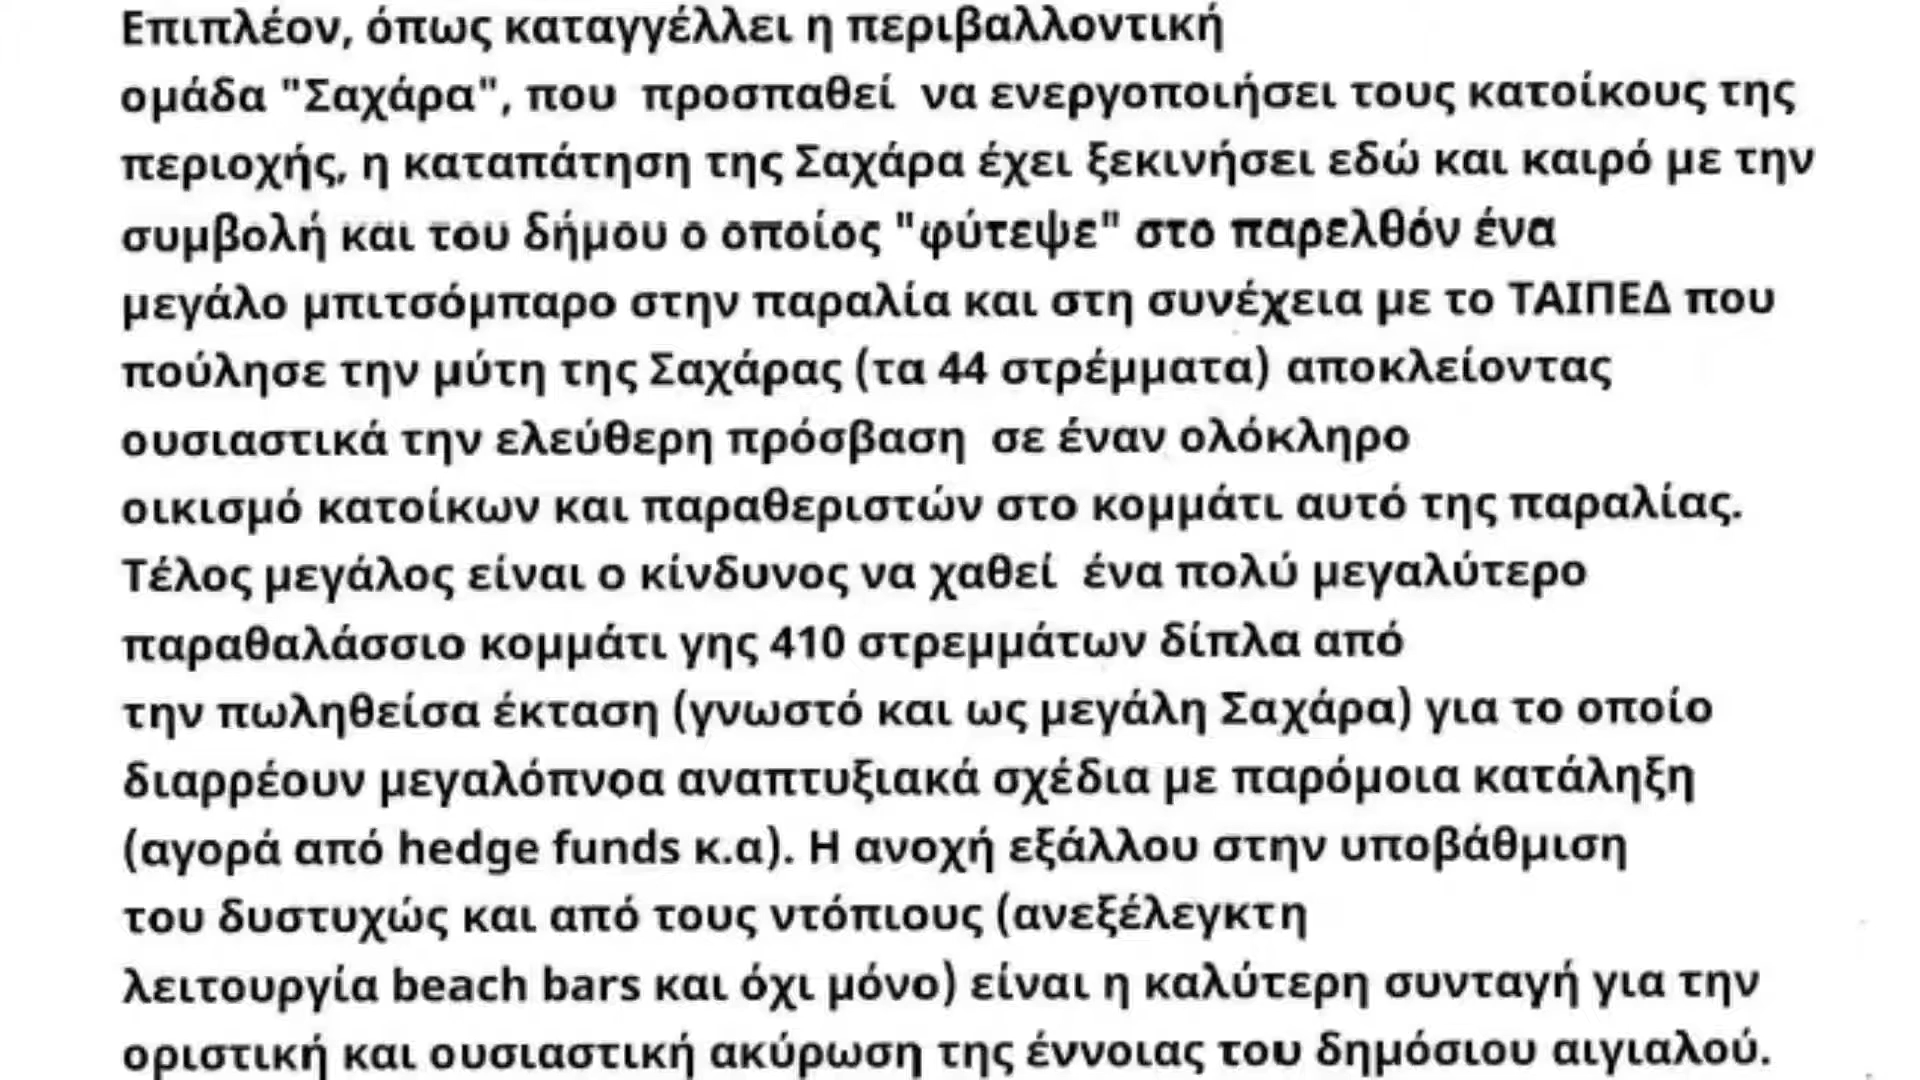 Επιπλέον, όπως καταγγέλλει η περιβαλλοντική
ομάδα "Σαχάρα", που προσπαθεί να ενεργοποιήσει τους κατοίκους της
περιοχής, η καταπάτηση της Σαχάρα έχει ξεκινήσει εδώ και καιρό με την
συμβολή και του δήμου ο οποίος "φύτεψε" στο παρελθόν ένα
μεγάλο μπιτσόμπαρο στην παραλία και στη συνέχεια με το ΤΑΙΠΕΔ που
πούλησε την μύτη της Σαχάρας (τα 44 στρέμματα) αποκλείοντας
ουσιαστικά την ελεύθερη πρόσβαση σε έναν ολόκληρο
οικισμό κατοίκων και παραθεριστών στο κομμάτι αυτό της παραλίας.
Τέλος μεγάλος είναι ο κίνδυνος να χαθεί ένα πολύ μεγαλύτερο
παραθαλάσσιο κομμάτι γης 410 στρεμμάτων δίπλα από
την πωληθείσα έκταση (γνωστό και ως μεγάλη Σαχάρα) για το οποίο
διαρρέουν μεγαλόπνοα αναπτυξιακά σχέδια με παρόμοια κατάληξη
(αγορά από hedge funds κ.α). Η ανοχή εξάλλου στην υποβάθμιση
του δυστυχώς και από τους ντόπιους (ανεξέλεγκτη
λειτουργία beach bars και όχι μόνο) είναι η καλύτερη συνταγή για την
οριστική και ουσιαστική ακύρωση της έννοιας του δημόσιου αιγιαλού.